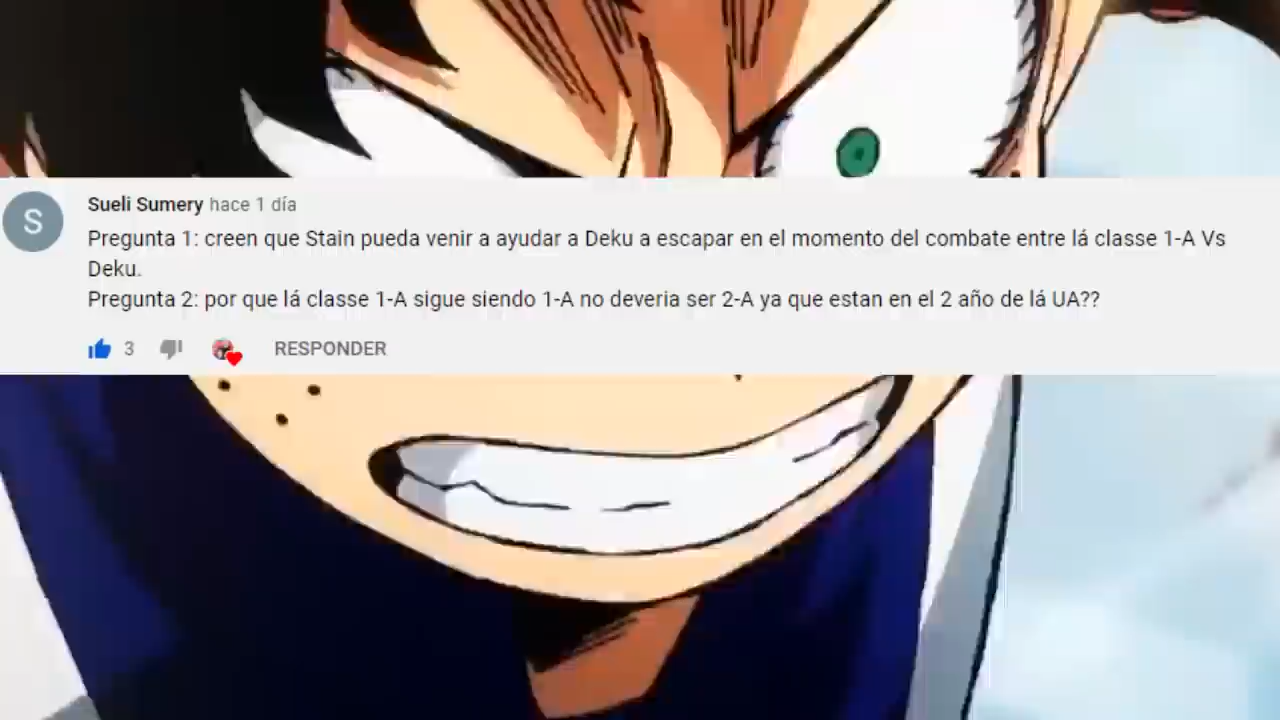 S
Sueli Sumery hace 1 día
Pregunta 1: creen que Stain pueda venir a ayudar a Deku a escapar en el momento del combate entre lá classe 1-A Vs
Deku.
Pregunta 2: por que lá classe 1-A sigue siendo 1-A no deveria ser 2-A ya que estan en el 2 año de lá UA??
3 RESPONDER